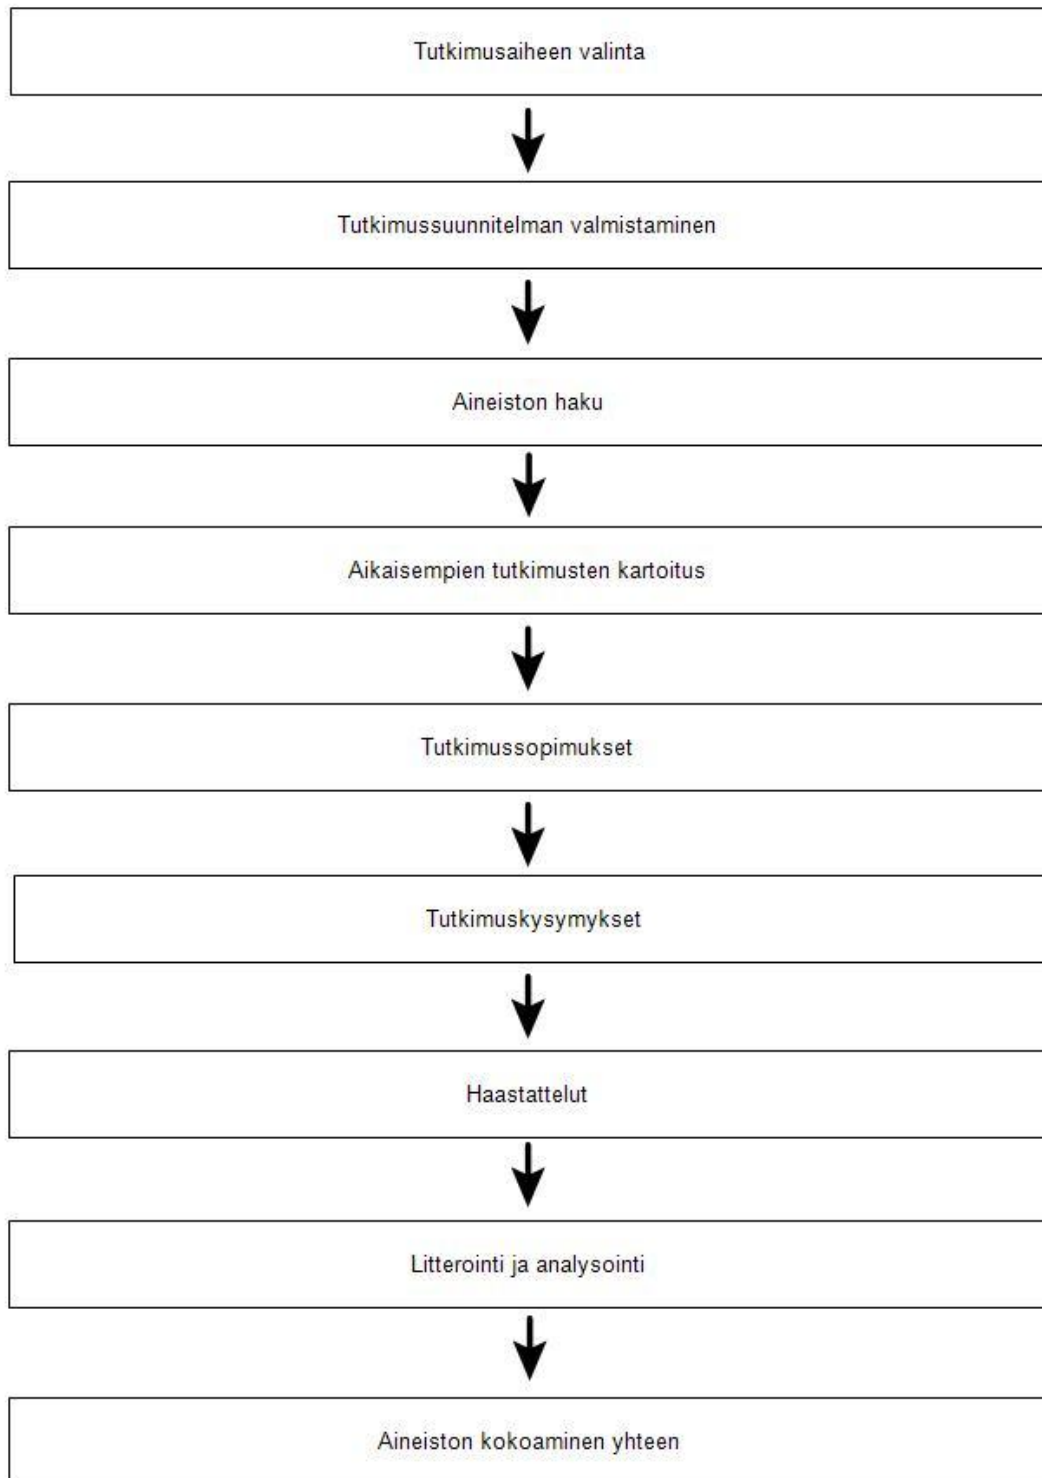 Tutkimusaiheen valinta
Tutkimussuunnitelman valmistaminen
Aineiston haku
Aikaisempien tutkimusten kartoitus
Tutkimussopimukset
Tutkimuskysymykset
Haastattelut
Litterointi ja analysointi
Aineiston kokoaminen yhteen